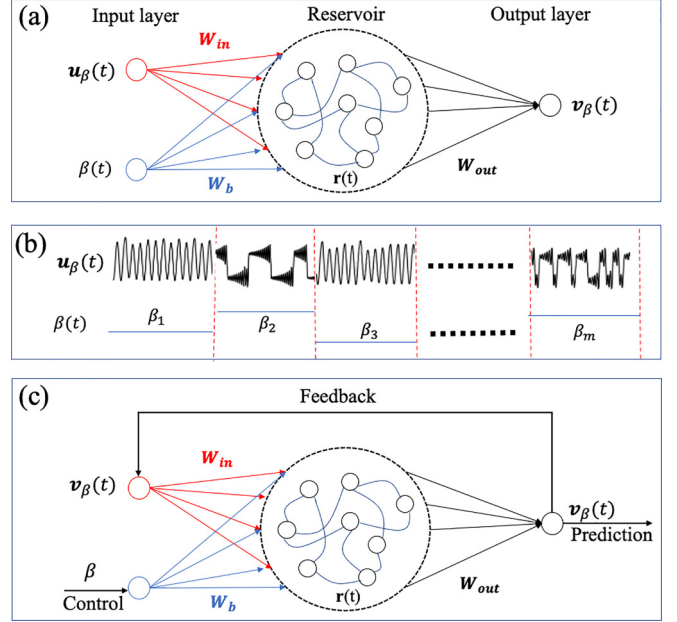 (a) Input layer Reservoir Output layer
W_in
u_β(t)
v_β(t)
β(t)
W_b r(t) W_out
(b)
u_β(t)
β(t) β_1 β_2 β_3 β_m
(c) Feedback
W_in
v_β(t) v_β(t)
Prediction
β
Control W_b r(t) W_out